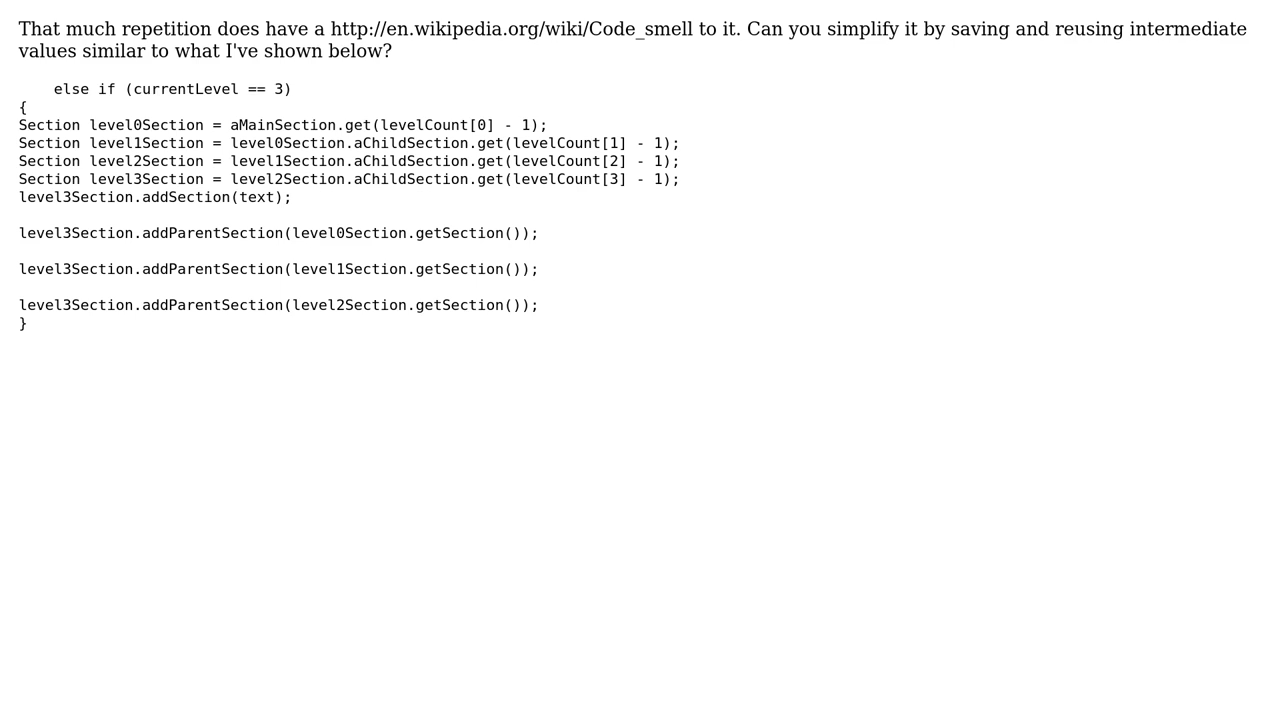 That much repetition does have a http://en.wikipedia.org/wiki/Code_smell to it. Can you simplify it by saving and reusing intermediate
values similar to what I've shown below?
    else if (currentLevel == 3)
{
Section level0Section = aMainSection.get(levelCount[0] - 1);
Section level1Section = level0Section.aChildSection.get(levelCount[1] - 1);
Section level2Section = level1Section.aChildSection.get(levelCount[2] - 1);
Section level3Section = level2Section.aChildSection.get(levelCount[3] - 1);
level3Section.addSection(text);
level3Section.addParentSection(level0Section.getSection());
level3Section.addParentSection(level1Section.getSection());
level3Section.addParentSection(level2Section.getSection());
}